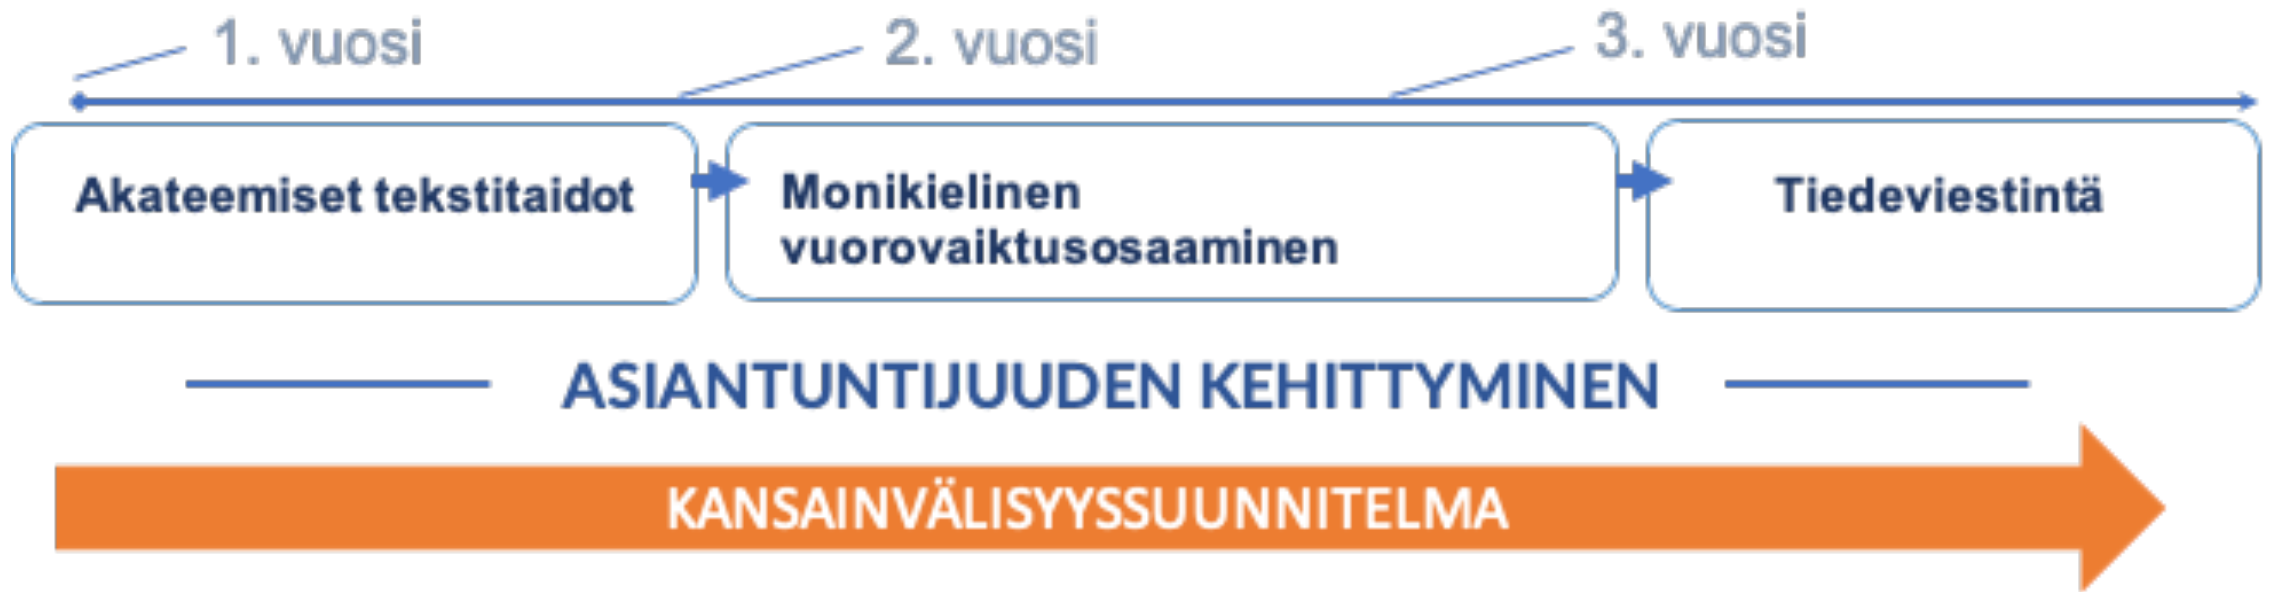 1. vuosi
2. vuosi
3. vuosi
Akateemiset tekstitaidot
Monikielinen
vuorovaiktusosaaminen
Tiedeviestintä
ASIANTUNTIJUUDEN KEHITTYMINEN
KANSAINVÄLISYYSSUUNNITELMA